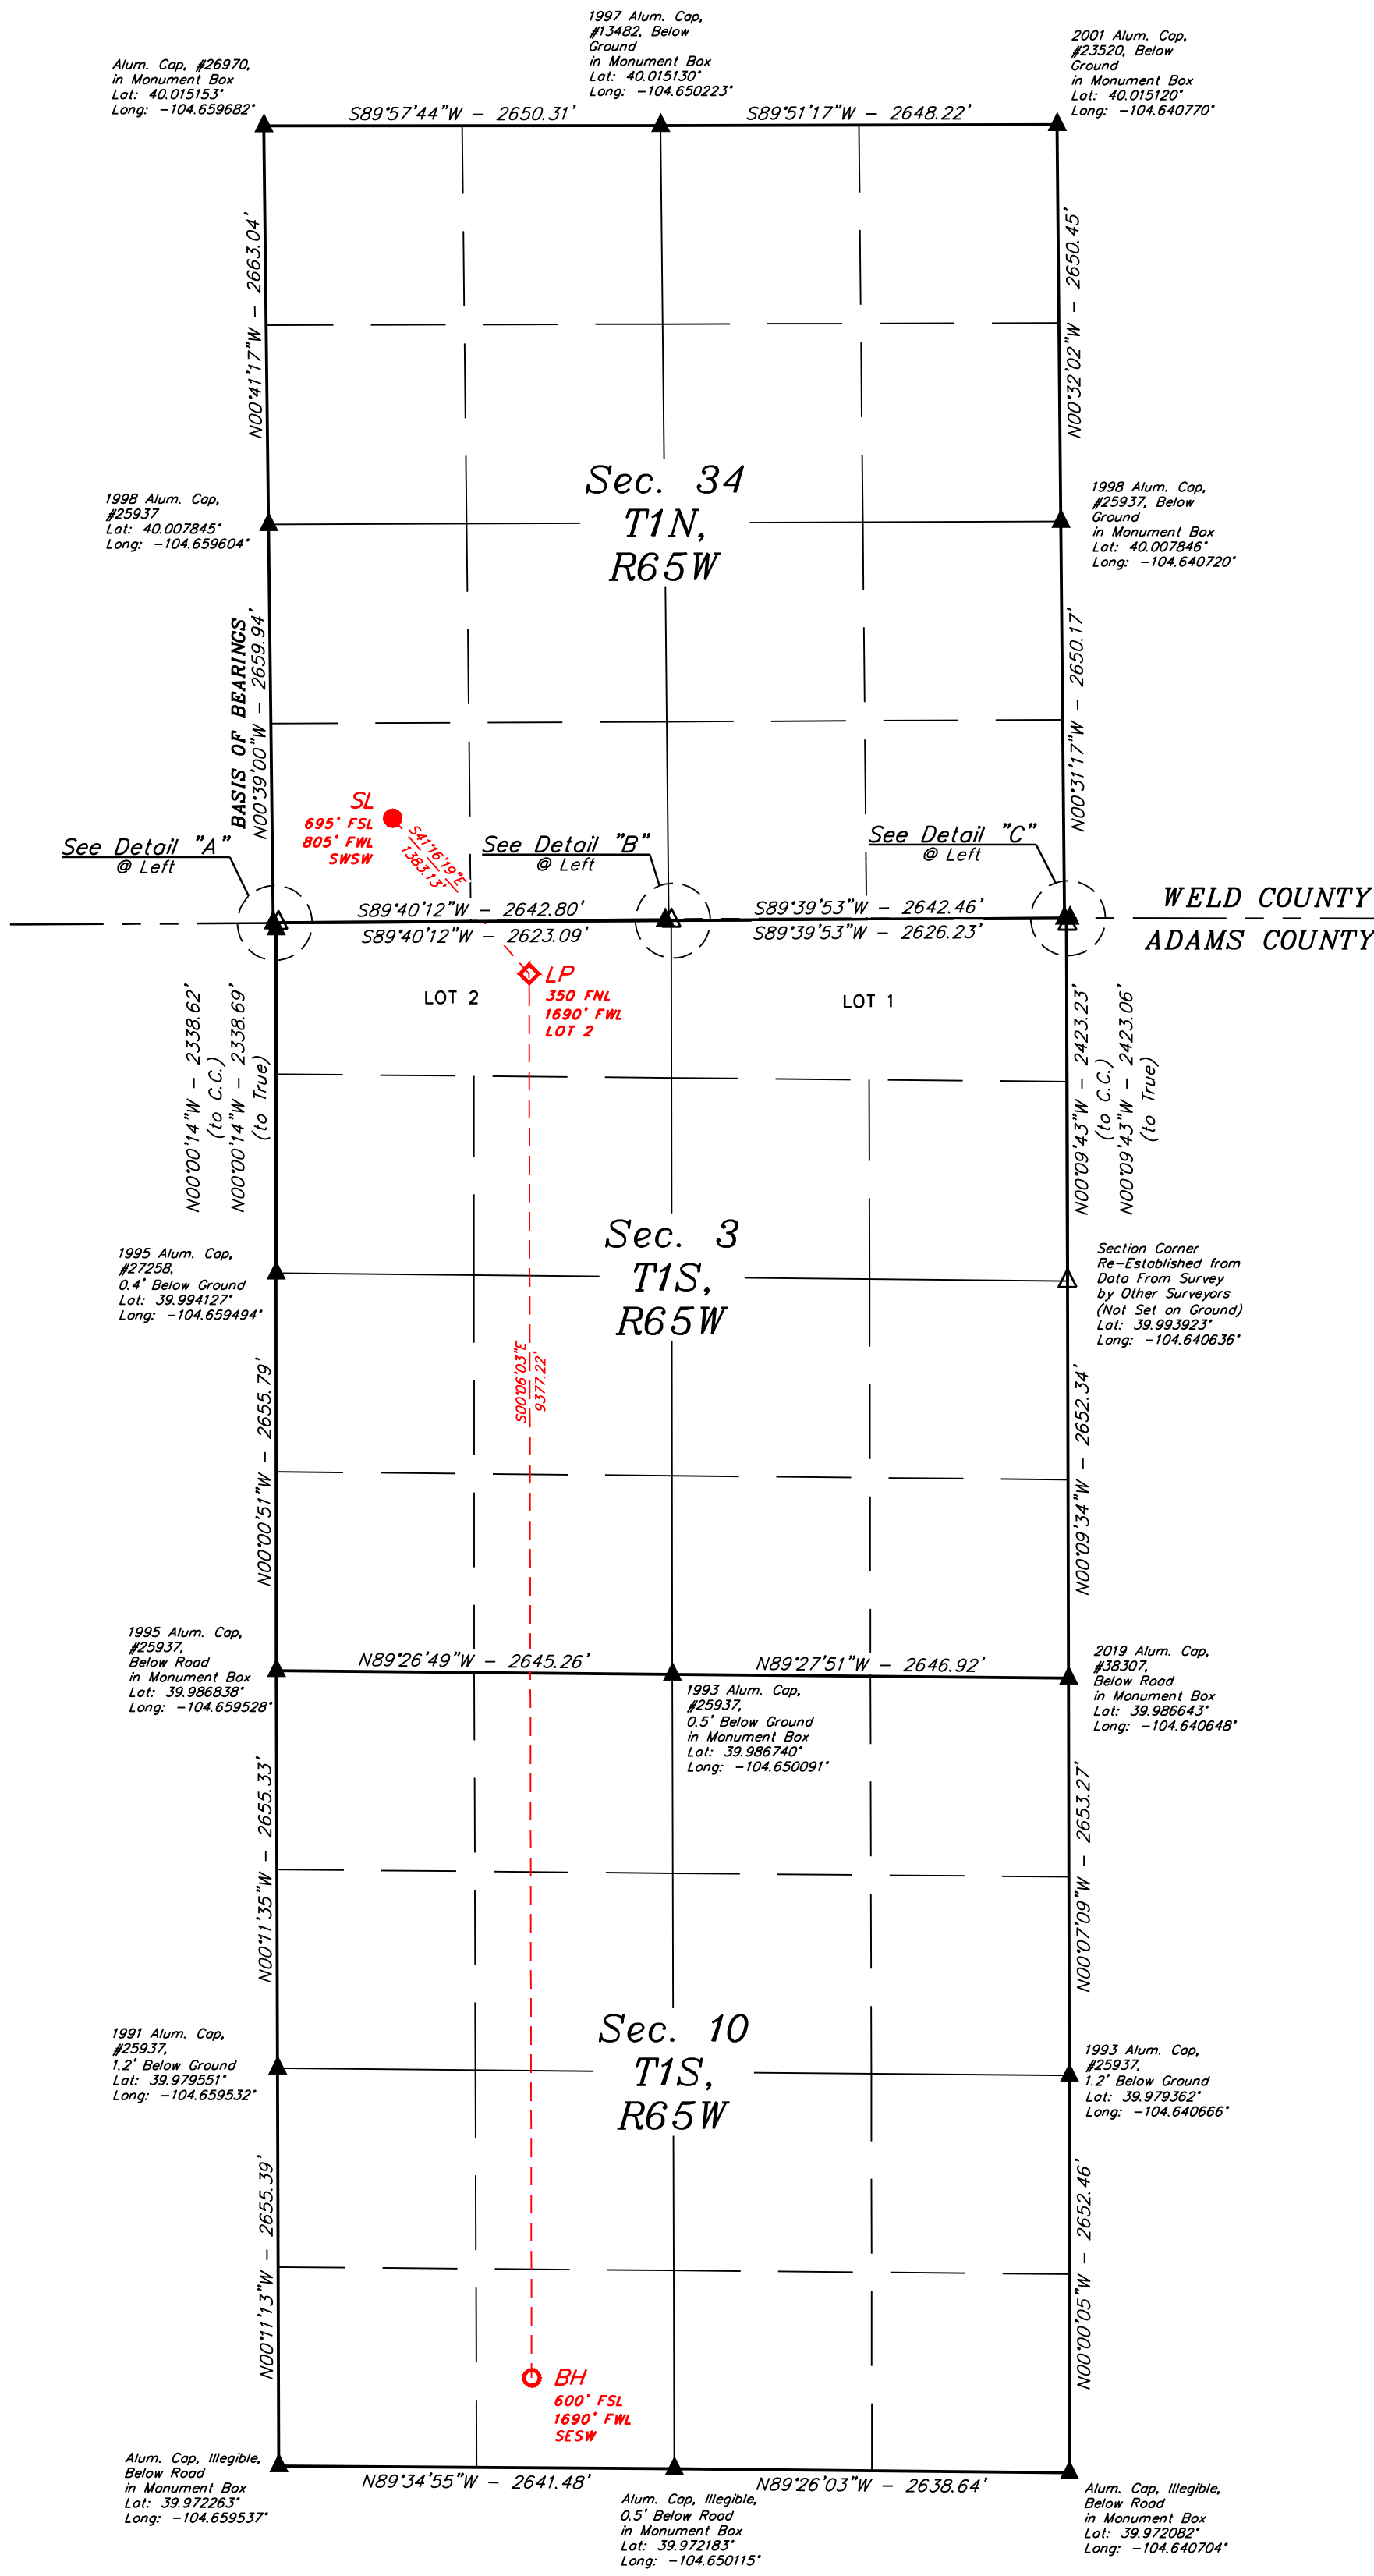 1997 Alum. Cap,
#13482, Below
Ground
in Monument Box
Lat: 40.015130°
Long: -104.650223°
2001 Alum. Cap,
#23520, Below
Ground
in Monument Box
Lat: 40.015120°
Long: -104.640770°
Alum. Cap, #26970,
in Monument Box
Lat: 40.015153°
Long: -104.659682°
S89°57'44"W - 2650.31'
S89°51'17"W - 2648.22'
N00°41'17"W - 2663.04'
N00°32'02"W - 2650.45'
Sec. 34
T1N,
R65W
1998 Alum. Cap,
#25937
Lat: 40.007845°
Long: -104.659604°
1998 Alum. Cap,
#25937, Below
Ground
in Monument Box
Lat: 40.007846°
Long: -104.640720°
BASIS OF BEARINGS
N00°39'00"W - 2659.94'
N00°31'17"W - 2650.17'
SL
695' FSL
805' FWL
SWSW
S41°16'19"E
1383.13'
See Detail "A"
@ Left
See Detail "B"
@ Left
See Detail "C"
@ Left
S89°40'12"W - 2642.80'
S89°39'53"W - 2642.46'
S89°40'12"W - 2623.09'
S89°39'53"W - 2626.23'
WELD COUNTY
ADAMS COUNTY
LP
350 FNL
1690' FWL
LOT 2
LOT 2
LOT 1
N00°00'14"W - 2338.62'
(to C.C.)
N00°00'14"W - 2338.69'
(to True)
N00°09'43"W - 2423.23'
(to C.C.)
N00°09'43"W - 2423.06'
(to True)
Sec. 3
T1S,
R65W
1995 Alum. Cap,
#27258,
0.4' Below Ground
Lat: 39.994127°
Long: -104.659494°
Section Corner
Re-Established from
Data From Survey
by Other Surveyors
(Not Set on Ground)
Lat: 39.993923°
Long: -104.640636°
S00°06'03"E
9377.22'
N00°00'51"W - 2655.79'
N00°09'34"W - 2652.34'
1995 Alum. Cap,
#25937,
Below Road
in Monument Box
Lat: 39.986838°
Long: -104.659528°
N89°26'49"W - 2645.26'
N89°27'51"W - 2646.92'
1993 Alum. Cap,
#25937,
0.5' Below Ground
in Monument Box
Lat: 39.986740°
Long: -104.650091°
2019 Alum. Cap,
#38307,
Below Road
in Monument Box
Lat: 39.986643°
Long: -104.640648°
N00°11'35"W - 2655.33'
N00°07'09"W - 2653.27'
Sec. 10
T1S,
R65W
1991 Alum. Cap,
#25937,
1.2' Below Ground
Lat: 39.979551°
Long: -104.659532°
1993 Alum. Cap,
#25937,
1.2' Below Ground
Lat: 39.979362°
Long: -104.640666°
N00°11'13"W - 2655.39'
N00°00'05"W - 2652.46'
BH
600' FSL
1690' FWL
SESW
Alum. Cap, Illegible,
Below Road
in Monument Box
Lat: 39.972263°
Long: -104.659537°
N89°34'55"W - 2641.48'
N89°26'03"W - 2638.64'
Alum. Cap, Illegible,
0.5' Below Road
in Monument Box
Lat: 39.972183°
Long: -104.650115°
Alum. Cap, Illegible,
Below Road
in Monument Box
Lat: 39.972082°
Long: -104.640704°